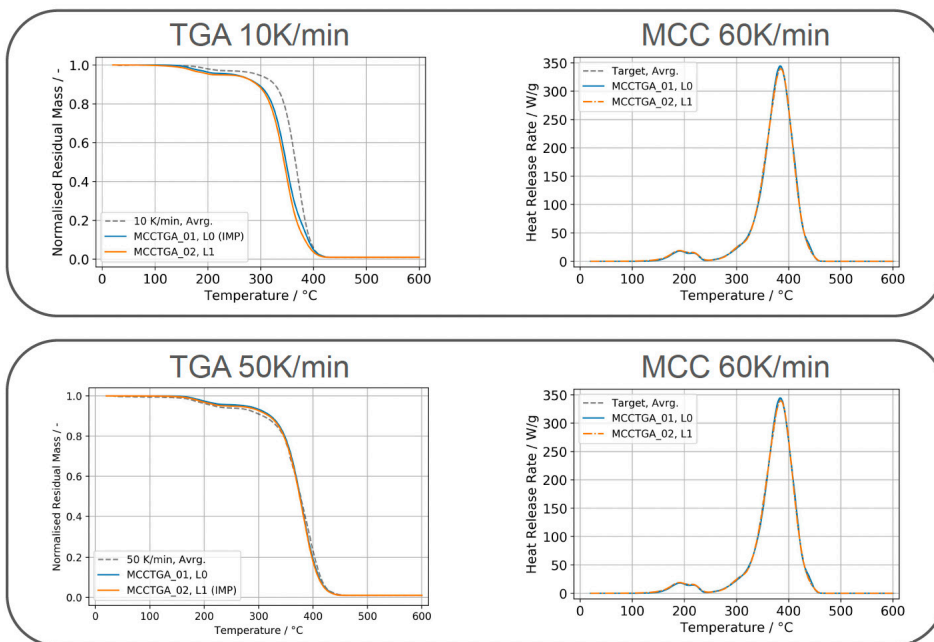 TGA 10K/min
Normalised Residual Mass / -
1.0
0.8
0.6
0.4
0.2
0.0
10 K/min, Avrg.
MCCTGA_01, L0 (IMP)
MCCTGA_02, L1
0 100 200 300 400 500 600
Temperature / °C
MCC 60K/min
Heat Release Rate / W/g
350
300
250
200
150
100
50
0
Target, Avrg.
MCCTGA_01, L0
MCCTGA_02, L1
0 100 200 300 400 500 600
Temperature / °C
TGA 50K/min
Normalised Residual Mass / -
1.0
0.8
0.6
0.4
0.2
0.0
50 K/min, Avrg.
MCCTGA_01, L0
MCCTGA_02, L1 (IMP)
0 100 200 300 400 500 600
Temperature / °C
MCC 60K/min
Heat Release Rate / W/g
350
300
250
200
150
100
50
0
Target, Avrg.
MCCTGA_01, L0
MCCTGA_02, L1
0 100 200 300 400 500 600
Temperature / °C